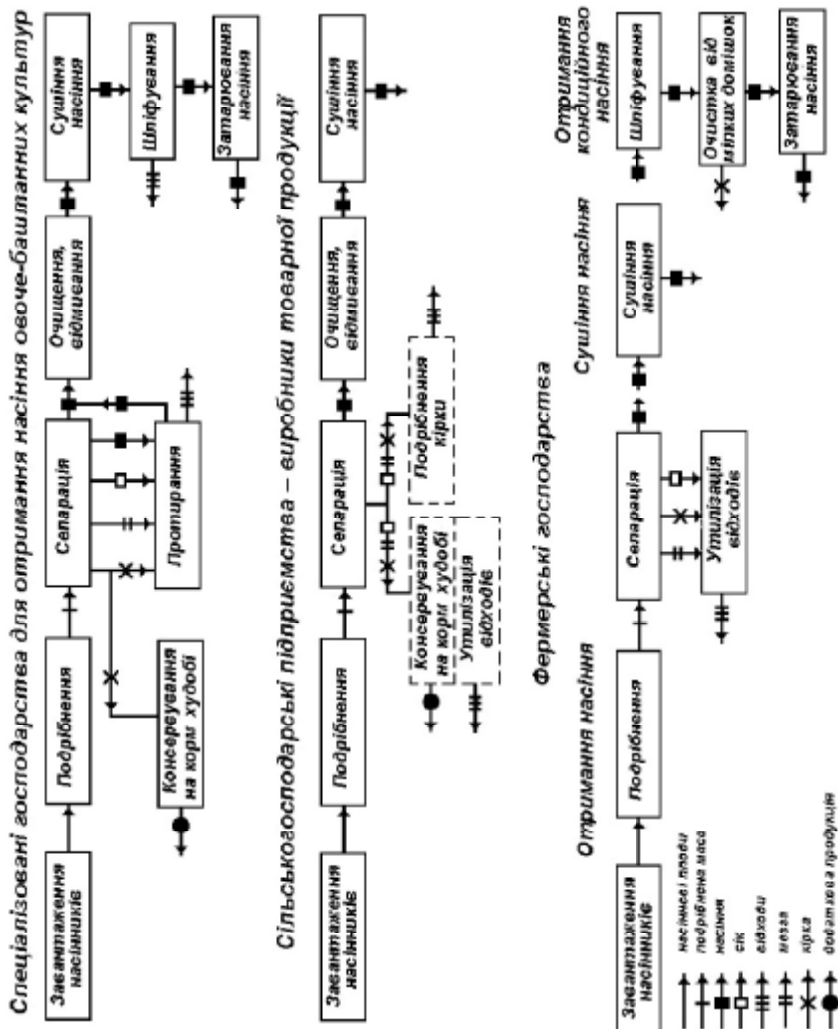 Спеціалізовані господарства для отримання насіння овоче-баштанних культур
Завантаження
насінників
Подрібнення
Сепарація
Очищення,
відмивання
Сушіння
насіння
Консервування
на корм худобі
Протирання
Шліфування
Затарювання
насіння
Сільськогосподарські підприємства – виробники товарної продукції
Завантаження
насінників
Подрібнення
Сепарація
Очищення,
відмивання
Сушіння
насіння
Консервування
на корм худобі
Утилізація
відходів
Подрібнення
кірки
Фермерські господарства
Отримання насіння
Сушіння насіння
Отримання
кондиційного
насіння
Завантаження
насінників
Подрібнення
Сепарація
Сушіння
насіння
Шліфування
Утилізація
відходів
Очистка від
мілких домішок
Затарювання
насіння
насіннєві плоди
подрібнена маса
насіння
сік
відходи
мезга
кірка
додаткова продукція